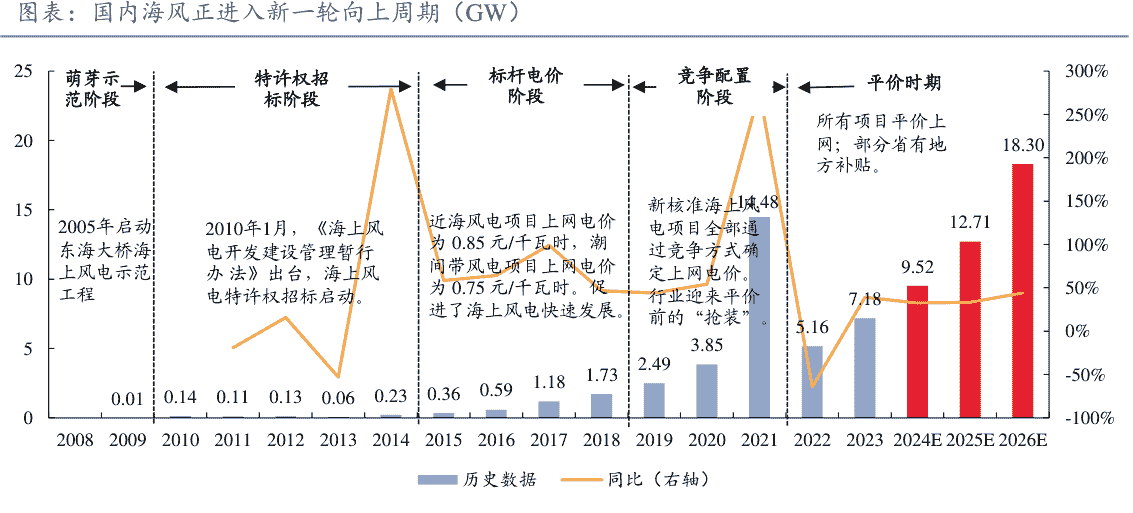 图表：国内海风正进入新一轮向上周期（GW）
萌芽示
范阶段
特许权招
标阶段
标杆电价
阶段
竞争配置
阶段
平价时期
25
20
15
10
5
0
300%
250%
200%
150%
100%
50%
0%
-50%
-100%
2005年启动
东海大桥海
上风电示范
工程
2010年1月，《海上风
电开发建设管理暂行
办法》出台，海上风
电特许权招标启动。
近海风电项目上网电价
为 0.85 元/千瓦时，潮
间带风电项目上网电价
为 0.75 元/千瓦时。促
进了海上风电快速发展。
新核准海上风
电项目全部通
过竞争方式确
定上网电价。
行业迎来平价
前的“抢装”。
所有项目平价上
网；部分省有地
方补贴。
0.01
0.14
0.11
0.13
0.06
0.23
0.36
0.59
1.18
1.73
2.49
3.85
14.48
5.16
7.18
9.52
12.71
18.30
2008 2009 2010 2011 2012 2013 2014 2015 2016 2017 2018 2019 2020 2021 2022 2023 2024E 2025E 2026E
历史数据
同比（右轴）